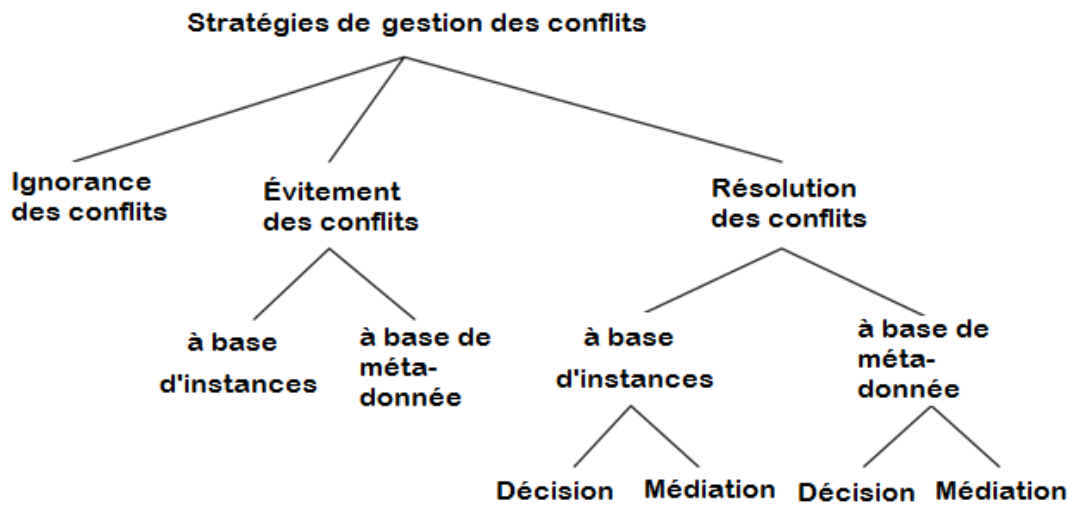 Stratégies de gestion des conflits
Ignorance
des conflits
Évitement
des conflits
Résolution
des conflits
à base
d'instances
à base de
méta-
donnée
à base
d'instances
à base de
méta-
donnée
Décision
Médiation
Décision
Médiation